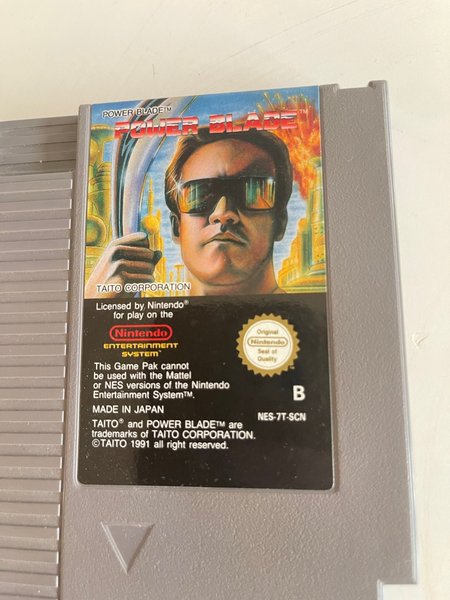 POWER BLADE™
POWER BLADE™
TAITO CORPORATION
Licensed by Nintendo®
for play on the
Nintendo®
ENTERTAINMENT
SYSTEM™
Original
Nintendo
Seal of
Quality
This Game Pak cannot
be used with the Mattel
or NES versions of the Nintendo
Entertainment System™.
B
MADE IN JAPAN
NES-7T-SCN
TAITO® and POWER BLADE™ are
trademarks of TAITO CORPORATION.
©TAITO 1991 all right reserved.